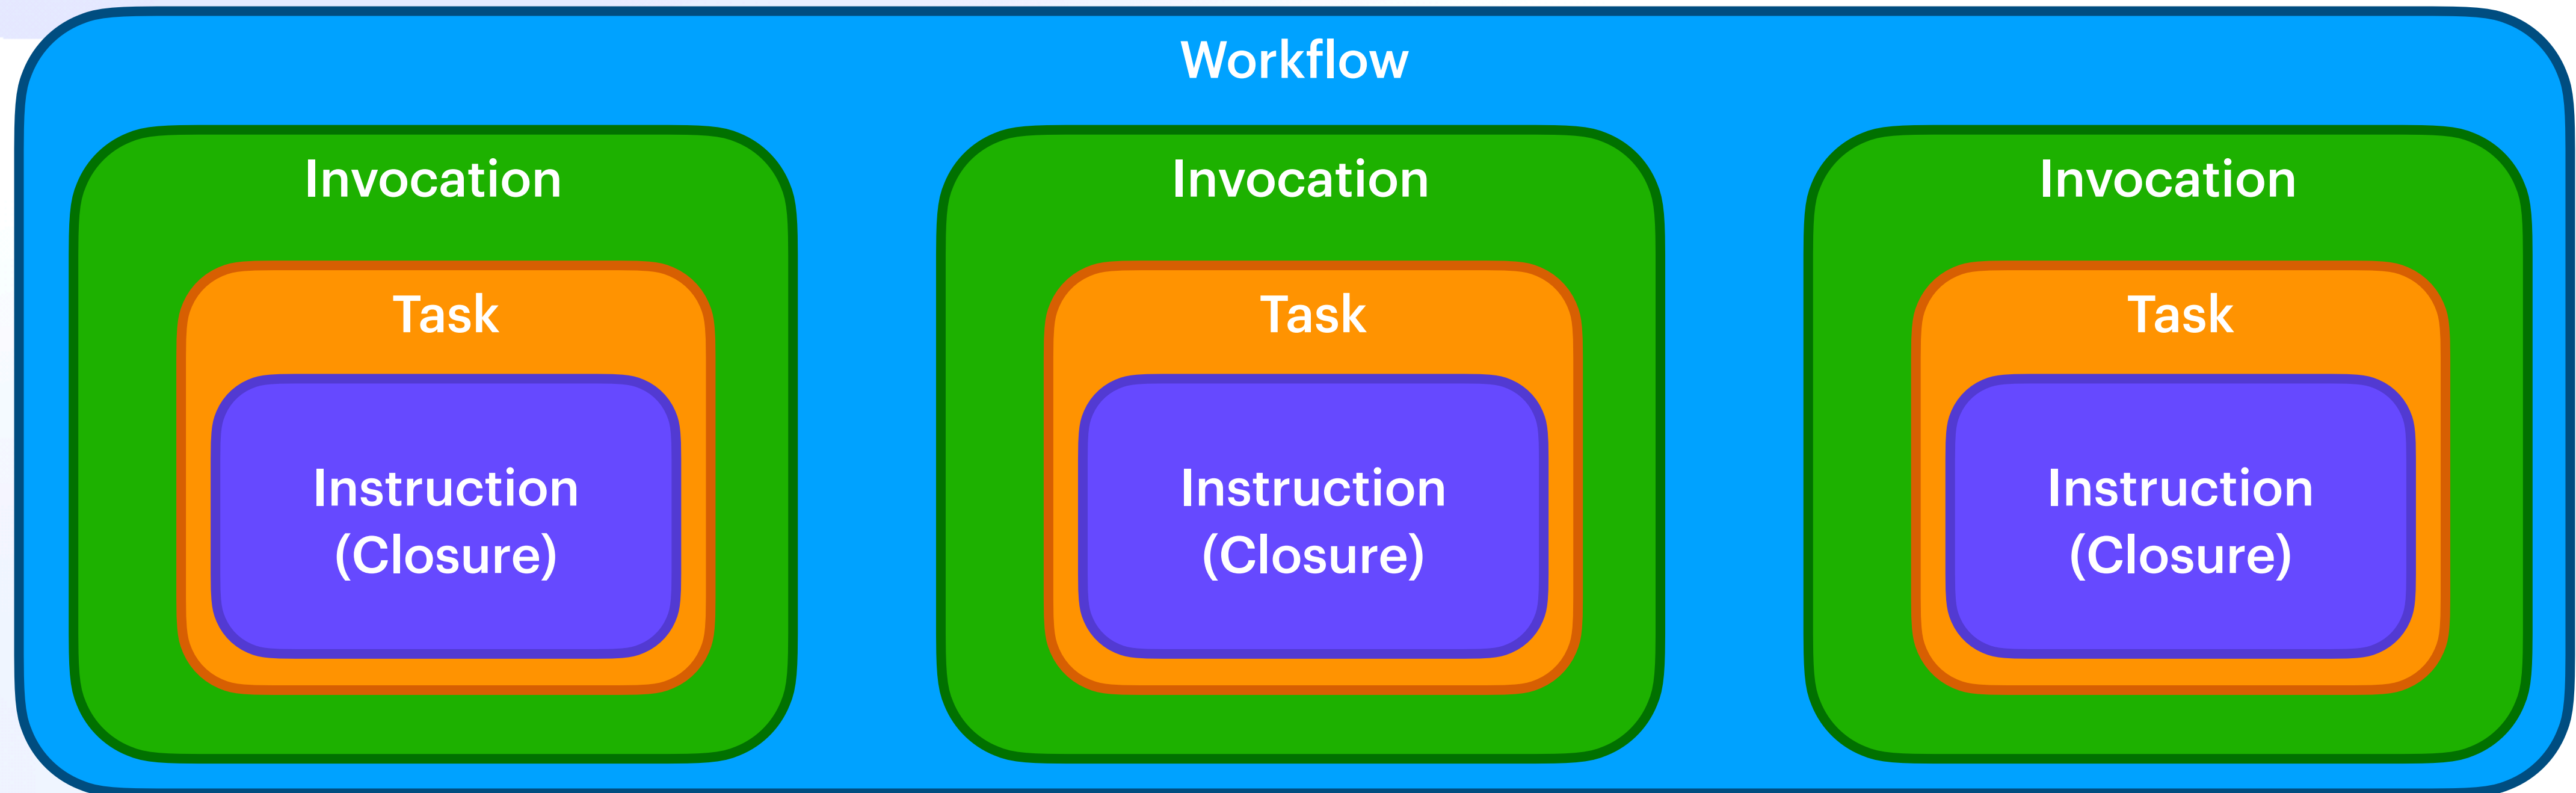 Workflow
Invocation
Invocation
Invocation
Task
Task
Task
Instruction
(Closure)
Instruction
(Closure)
Instruction
(Closure)